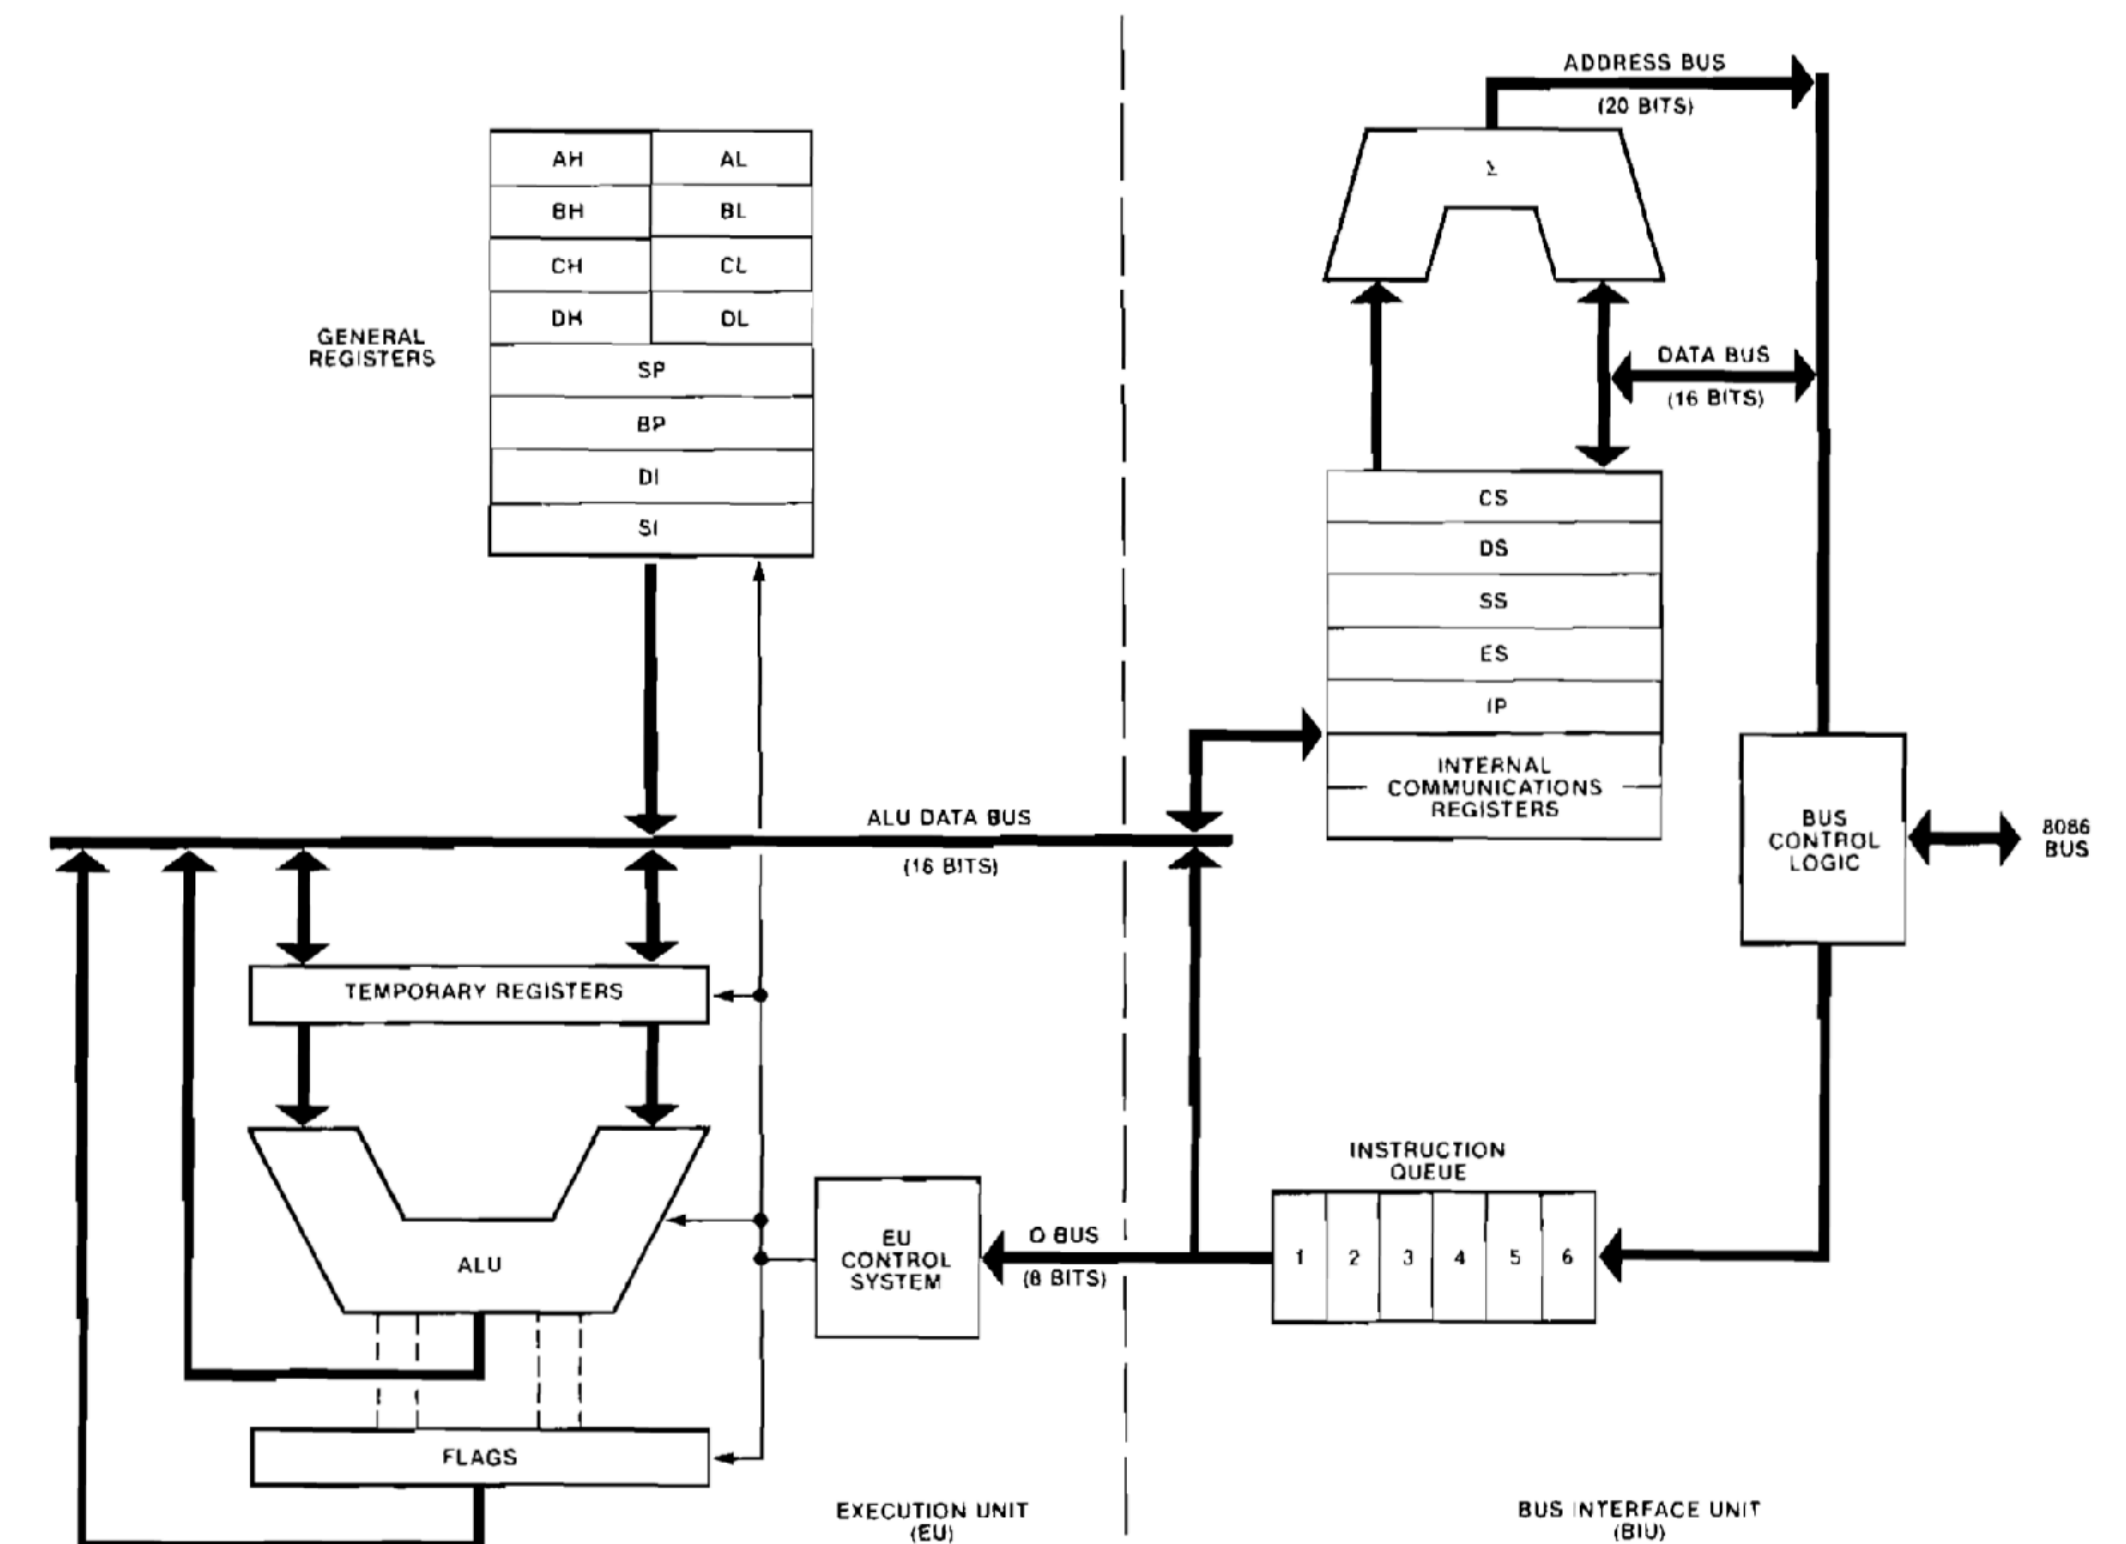 ADDRESS BUS
(20 BITS)
Σ
AH AL
BH BL
CH CL
DH DL
SP
BP
DI
SI
GENERAL
REGISTERS
DATA BUS
(16 BITS)
CS
DS
SS
ES
IP
INTERNAL
COMMUNICATIONS
REGISTERS
BUS
CONTROL
LOGIC
8086
BUS
ALU DATA BUS
(16 BITS)
TEMPORARY REGISTERS
ALU
FLAGS
EU
CONTROL
SYSTEM
Q BUS
(8 BITS)
INSTRUCTION
QUEUE
1 2 3 4 5 6
EXECUTION UNIT
(EU)
BUS INTERFACE UNIT
(BIU)